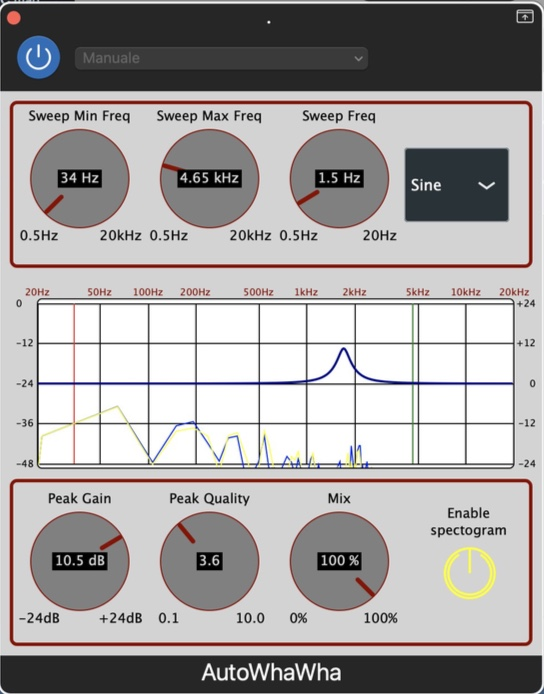 Manuale
Sweep Min Freq Sweep Max Freq Sweep Freq
34 Hz 4.65 kHz 1.5 Hz Sine
0.5Hz 20kHz 0.5Hz 20kHz 0.5Hz 20Hz
20Hz 50Hz 100Hz 200Hz 500Hz 1kHz 2kHz 5kHz 10kHz 20kHz
0 +24
-12 +12
-24 0
-36 -12
-48 -24
Peak Gain Peak Quality Mix
Enable
spectogram
10.5 dB 3.6 100 %
-24dB +24dB 0.1 10.0 0% 100%
AutoWhaWha